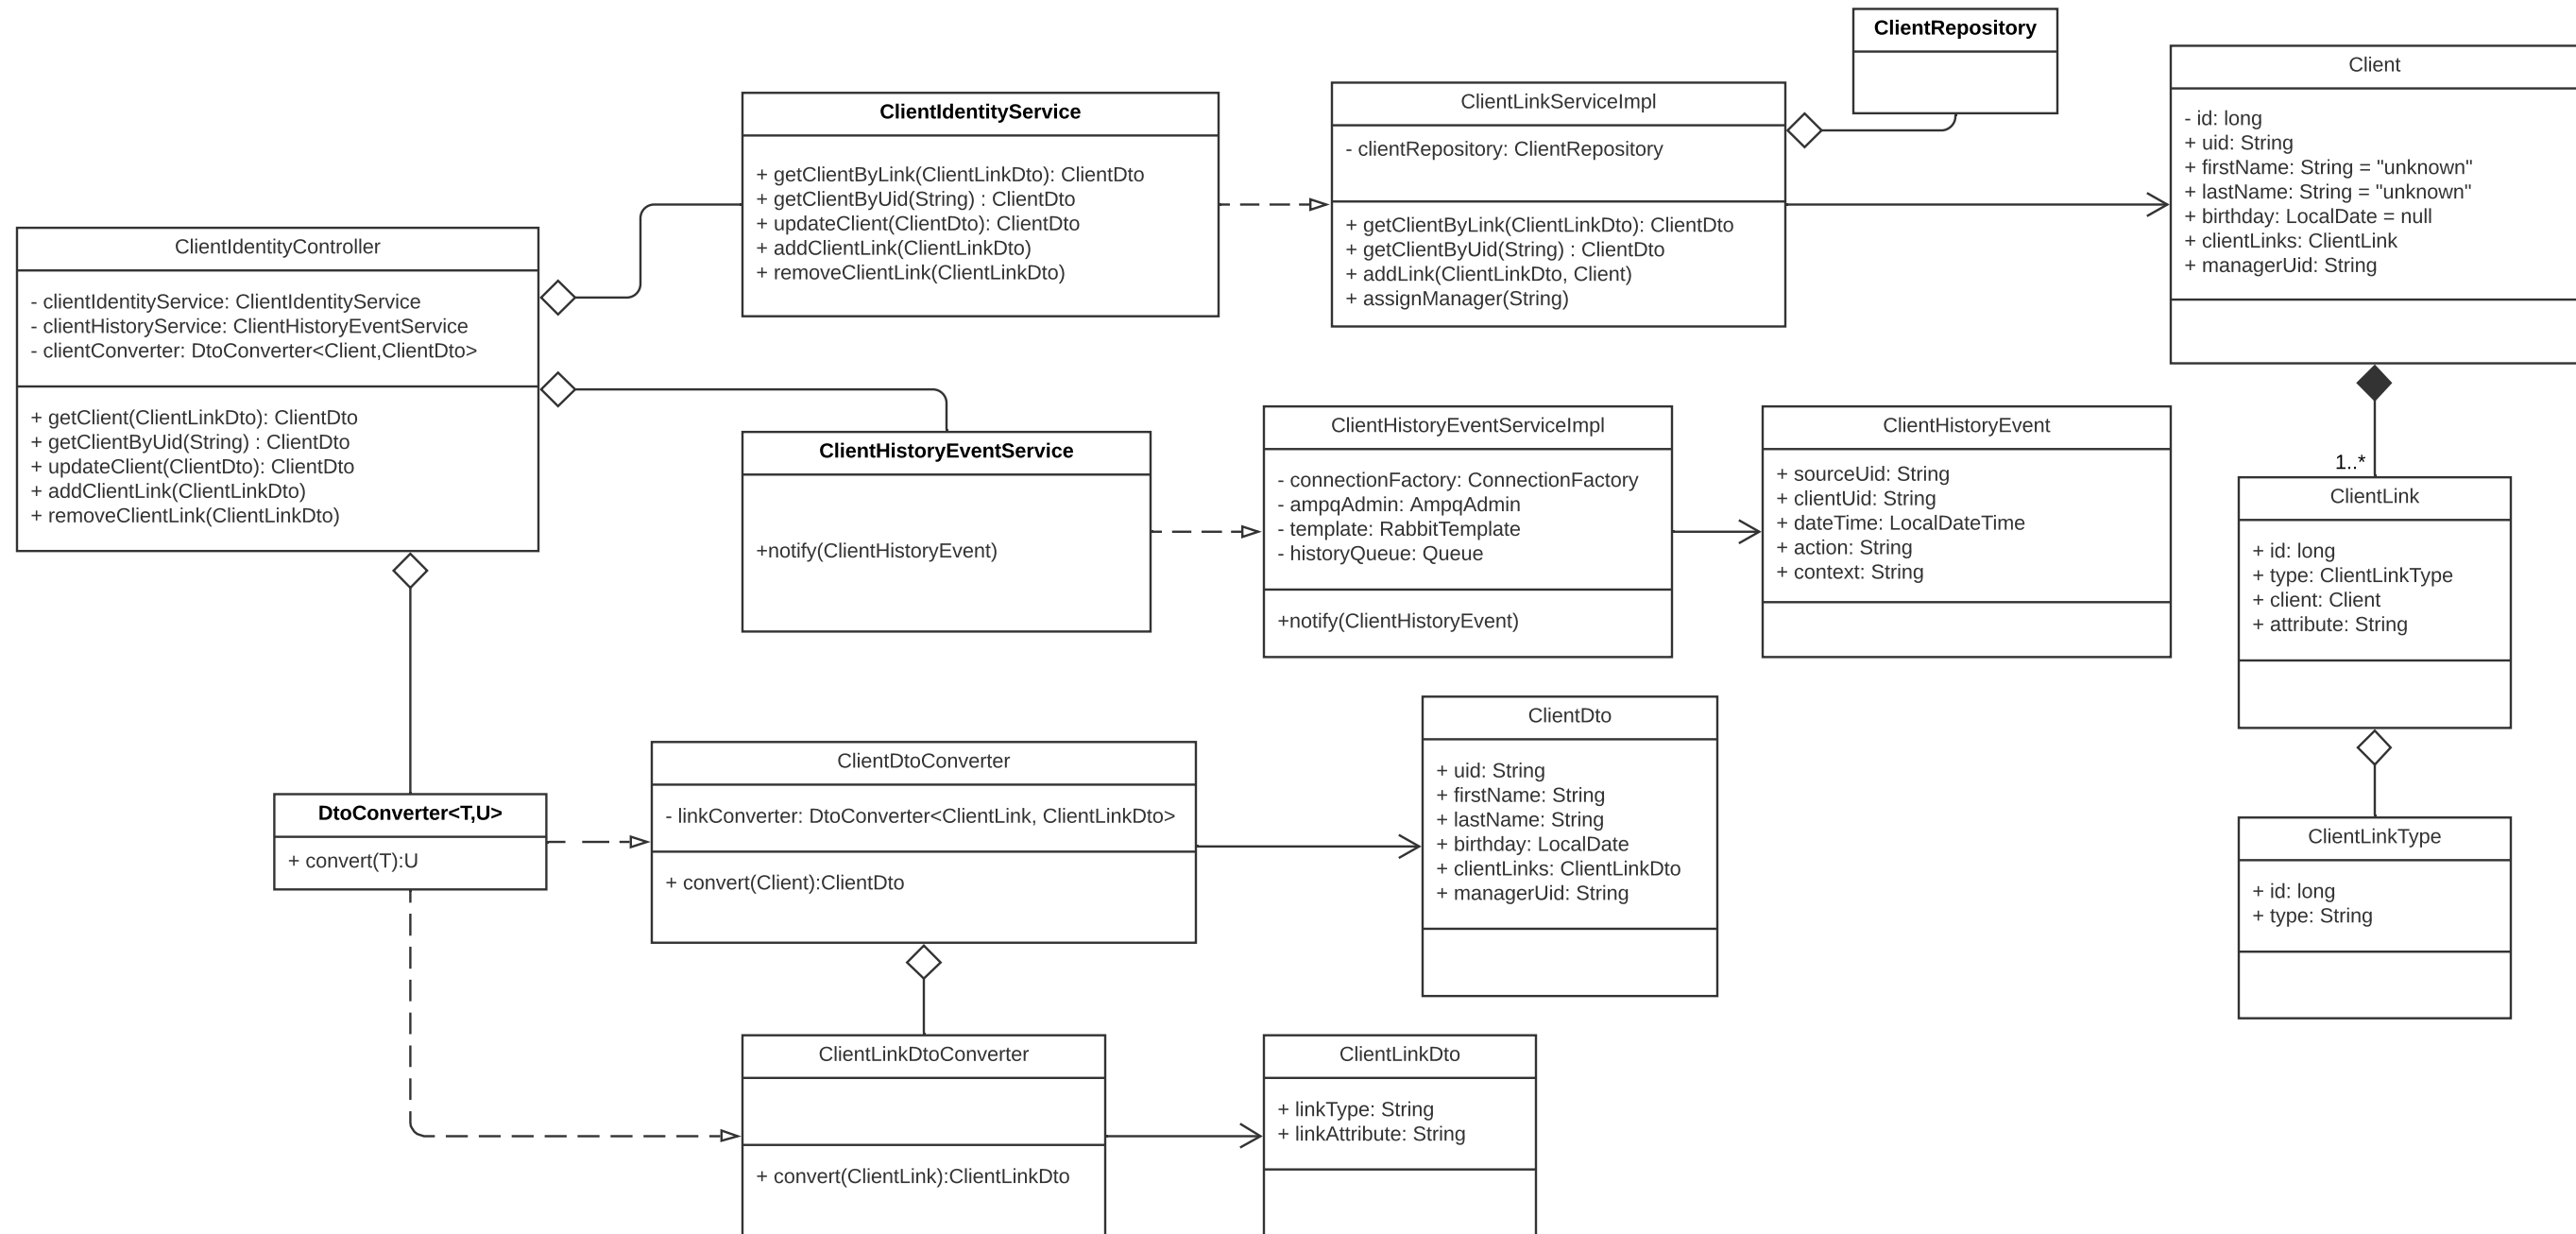 ClientRepository
Client
- id: long
+ uid: String
+ firstName: String = "unknown"
+ lastName: String = "unknown"
+ birthday: LocalDate = null
+ clientLinks: ClientLink
+ managerUid: String
ClientIdentityService
+ getClientByLink(ClientLinkDto): ClientDto
+ getClientByUid(String) : ClientDto
+ updateClient(ClientDto): ClientDto
+ addClientLink(ClientLinkDto)
+ removeClientLink(ClientLinkDto)
ClientLinkServiceImpl
- clientRepository: ClientRepository
+ getClientByLink(ClientLinkDto): ClientDto
+ getClientByUid(String) : ClientDto
+ addLink(ClientLinkDto, Client)
+ assignManager(String)
ClientIdentityController
- clientIdentityService: ClientIdentityService
- clientHistoryService: ClientHistoryEventService
- clientConverter: DtoConverter<Client,ClientDto>
+ getClient(ClientLinkDto): ClientDto
+ getClientByUid(String) : ClientDto
+ updateClient(ClientDto): ClientDto
+ addClientLink(ClientLinkDto)
+ removeClientLink(ClientLinkDto)
ClientHistoryEventService
+notify(ClientHistoryEvent)
ClientHistoryEventServiceImpl
- connectionFactory: ConnectionFactory
- ampqAdmin: AmpqAdmin
- template: RabbitTemplate
- historyQueue: Queue
+notify(ClientHistoryEvent)
ClientHistoryEvent
+ sourceUid: String
+ clientUid: String
+ dateTime: LocalDateTime
+ action: String
+ context: String
1..*
ClientLink
+ id: long
+ type: ClientLinkType
+ client: Client
+ attribute: String
ClientDto
+ uid: String
+ firstName: String
+ lastName: String
+ birthday: LocalDate
+ clientLinks: ClientLinkDto
+ managerUid: String
ClientDtoConverter
- linkConverter: DtoConverter<ClientLink, ClientLinkDto>
+ convert(Client):ClientDto
DtoConverter<T,U>
+ convert(T):U
ClientLinkType
+ id: long
+ type: String
ClientLinkDtoConverter
+ convert(ClientLink):ClientLinkDto
ClientLinkDto
+ linkType: String
+ linkAttribute: String